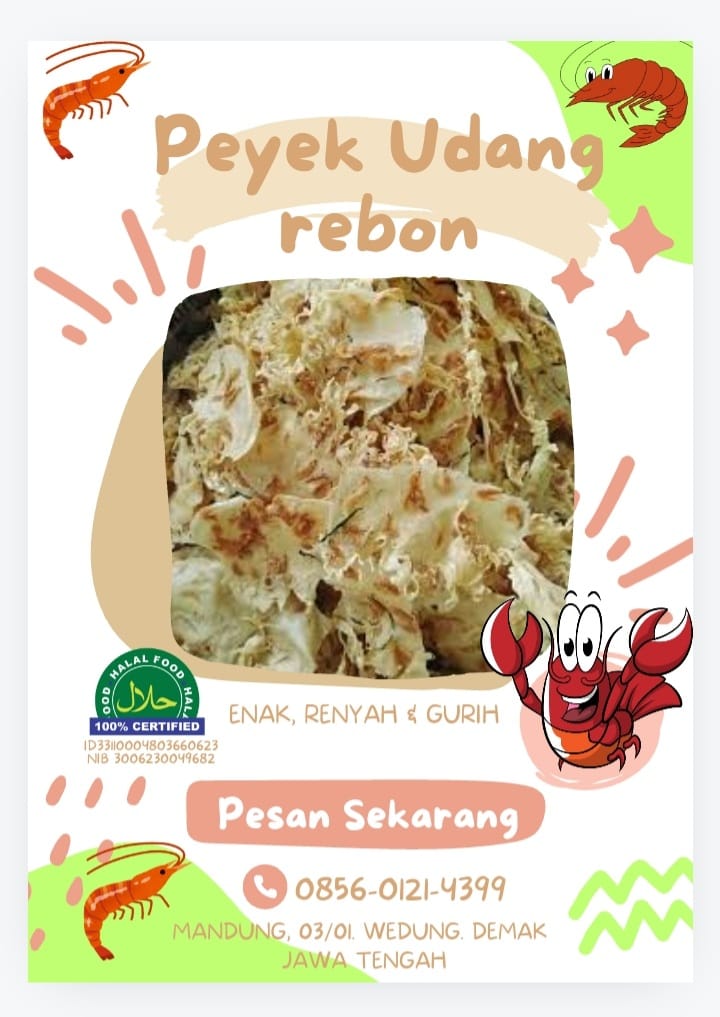 Peyek Udang
rebon
HALAL FOOD
حلال
100% CERTIFIED
ID33110004803660623
NIB 3006230049682
ENAK, RENYAH & GURIH
Pesan Sekarang
0856-0121-4399
MANDUNG, 03/01. WEDUNG. DEMAK
JAWA TENGAH